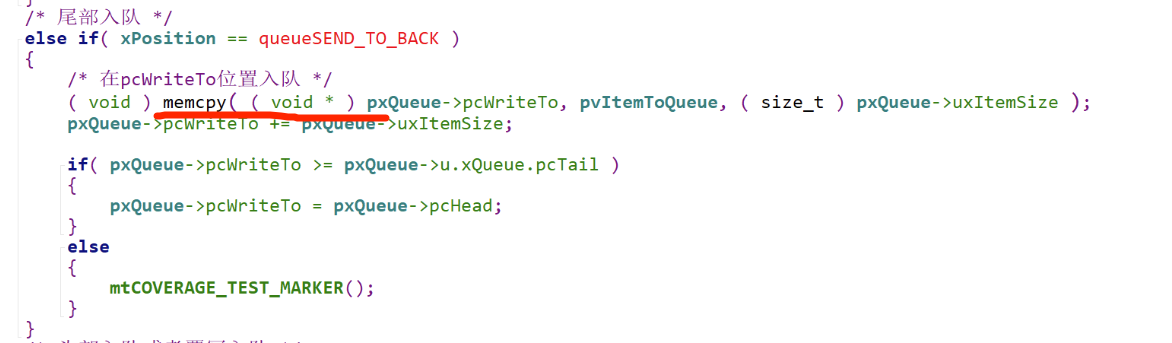 }
/* 尾部入队 */
else if( xPosition == queueSEND_TO_BACK )
{
/* 在pcWriteTo位置入队 */
( void ) memcpy( ( void * ) pxQueue->pcWriteTo, pvItemToQueue, ( size_t ) pxQueue->uxItemSize );
pxQueue->pcWriteTo += pxQueue->uxItemSize;
if( pxQueue->pcWriteTo >= pxQueue->u.xQueue.pcTail )
{
pxQueue->pcWriteTo = pxQueue->pcHead;
}
else
{
mtCOVERAGE_TEST_MARKER();
}
}